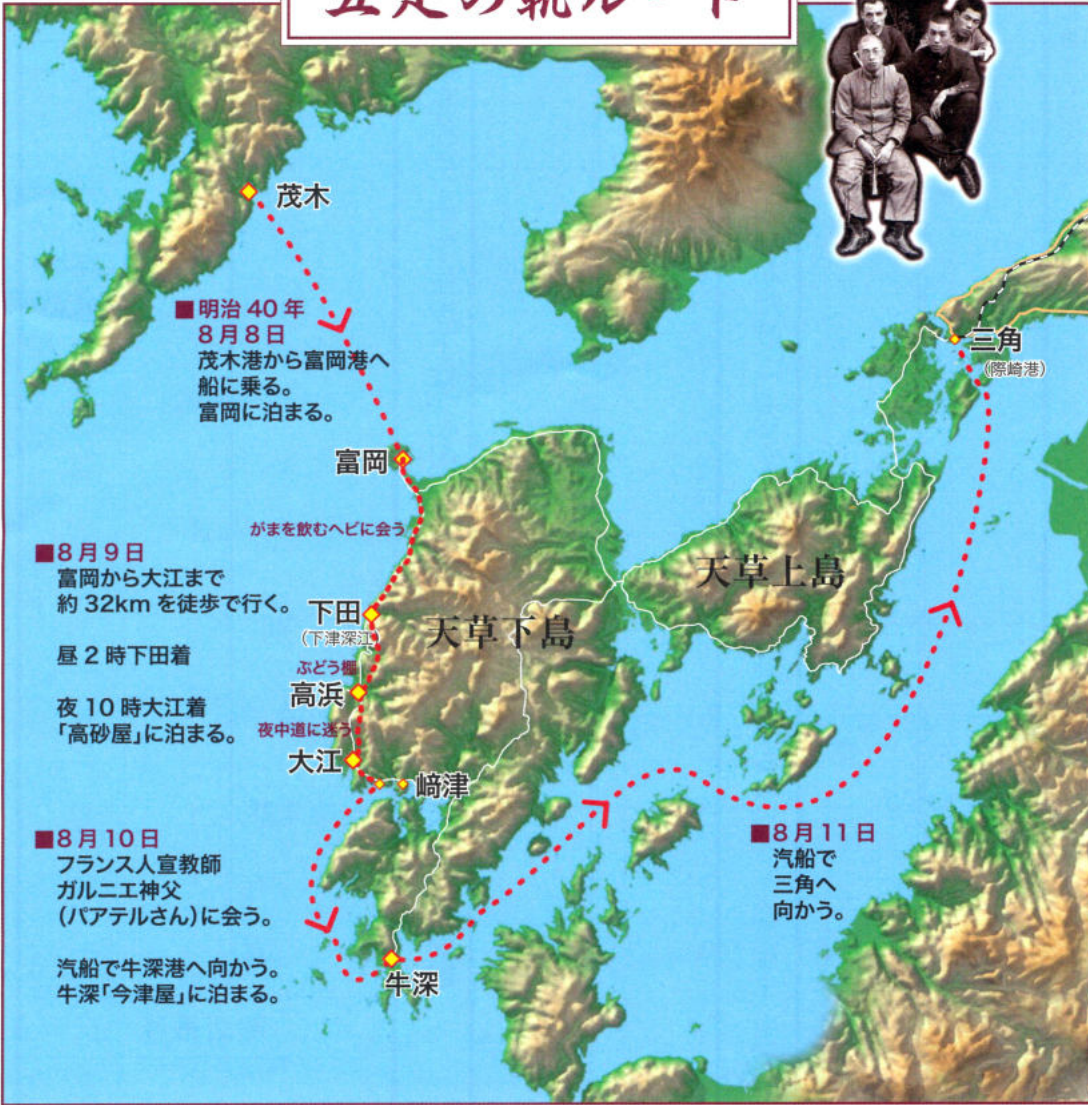 五足の靴ルート
茂木
■明治 40 年
8月8日
茂木港から富岡港へ
船に乗る。
富岡に泊まる。
三角
(際崎港)
富岡
がまを飲むヘビに会う
■8月9日
富岡から大江まで
約 32km を徒歩で行く。
昼 2 時下田着
夜 10 時大江着
「高砂屋」に泊まる。
下田
(下津深江)
天草下島
天草上島
ぶどう棚
高浜
夜中道に迷う
大江
﨑津
■8月10日
フランス人宣教師
ガルニエ神父
(パアテルさん)に会う。
汽船で牛深港へ向かう。
牛深「今津屋」に泊まる。
牛深
■8月11日
汽船で
三角へ
向かう。